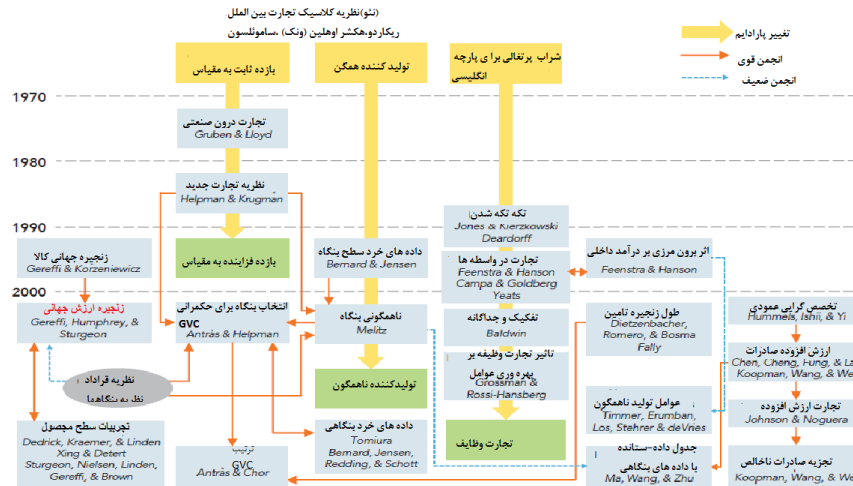 (نئو)نظریه کلاسیک تجارت بین الملل
ریکاردو،هکشر اوهلین (ونک) ،ساموئلسون
تغییر پارادایم
انجمن قوی
انجمن ضعیف
بازده ثابت به مقیاس
تولید کننده همگن
شراب پرتغالی برای پارچه
انگلیسی
1970
1980
1990
2000
تجارت درون صنعتی
Gruben & Lloyd
نظریه تجارت جدید
Helpman & Krugman
بازده فزاینده به مقیاس
زنجیره جهانی کالا
Gereffi & Korzeniewicz
زنجیره ارزش جهانی
Gereffi, Humphrey, &
Sturgeon
نظریه قراداد
نظریه بنگاهها
تجربیات سطح مجصول
Dedrick, Kraemer, & Linden
Xing & Detert
Sturgeon, Nielsen, Linden,
Gereffi, & Brown
انتخاب بنگاه برای حکمرانی
GVC
Antràs & Helpman
ترتیب
GVC
Antràs & Chor
داده های خرد سطح بنگاه
Bernard & Jensen
ناهمگونی بنگاه
Melitz
تولیدکننده ناهمگون
داده های خرد بنگاهی
Tomiura
Bernard, Jensen,
Redding, & Schott
تکه تکه شدن
Jones & Kierzkowski
Deardorff
تجارت در واسطه ها
Feenstra & Hanson
Campa & Goldberg
Yeats
تفکیک و جداگانه
Baldwin
تاثیر تجارت وظیفه بر
بهره وری عوامل
Grossman &
Rossi-Hansberg
تجارت وظایف
اثر برون مرزی بر درآمد داخلی
Feenstra & Hanson
طول زنجیره تامین
Dietzenbacher,
Romero, & Bosma
Fally
عوامل تولید ناهمگون
Timmer, Erumban,
Los, Stehrer & deVries
جدول داده-ستانده
با داده های بنگاهی
Ma, Wang, & Zhu
تخصص گرایی عمودی
Hummels, Ishii, & Yi
ارزش افزوده صادرات
Chen, Cheng, Fung, & La
Koopman, Wang, & We
تجارت ارزش افزوده
Johnson & Noguera
تجزیه صادرات ناخالص
Koopman, Wang, & We